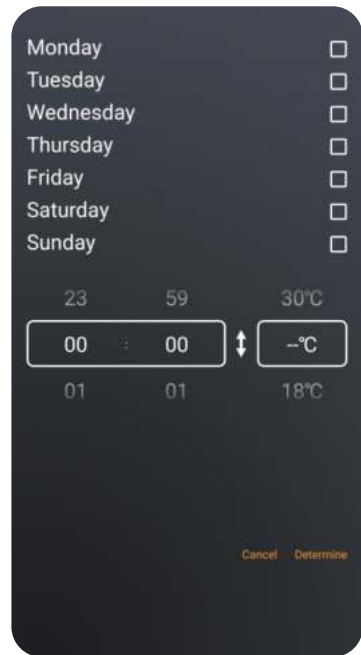 Monday
Tuesday
Wednesday
Thursday
Friday
Saturday
Sunday
23 59 30℃
00 : 00 --℃
01 01 18℃
Cancel Determine